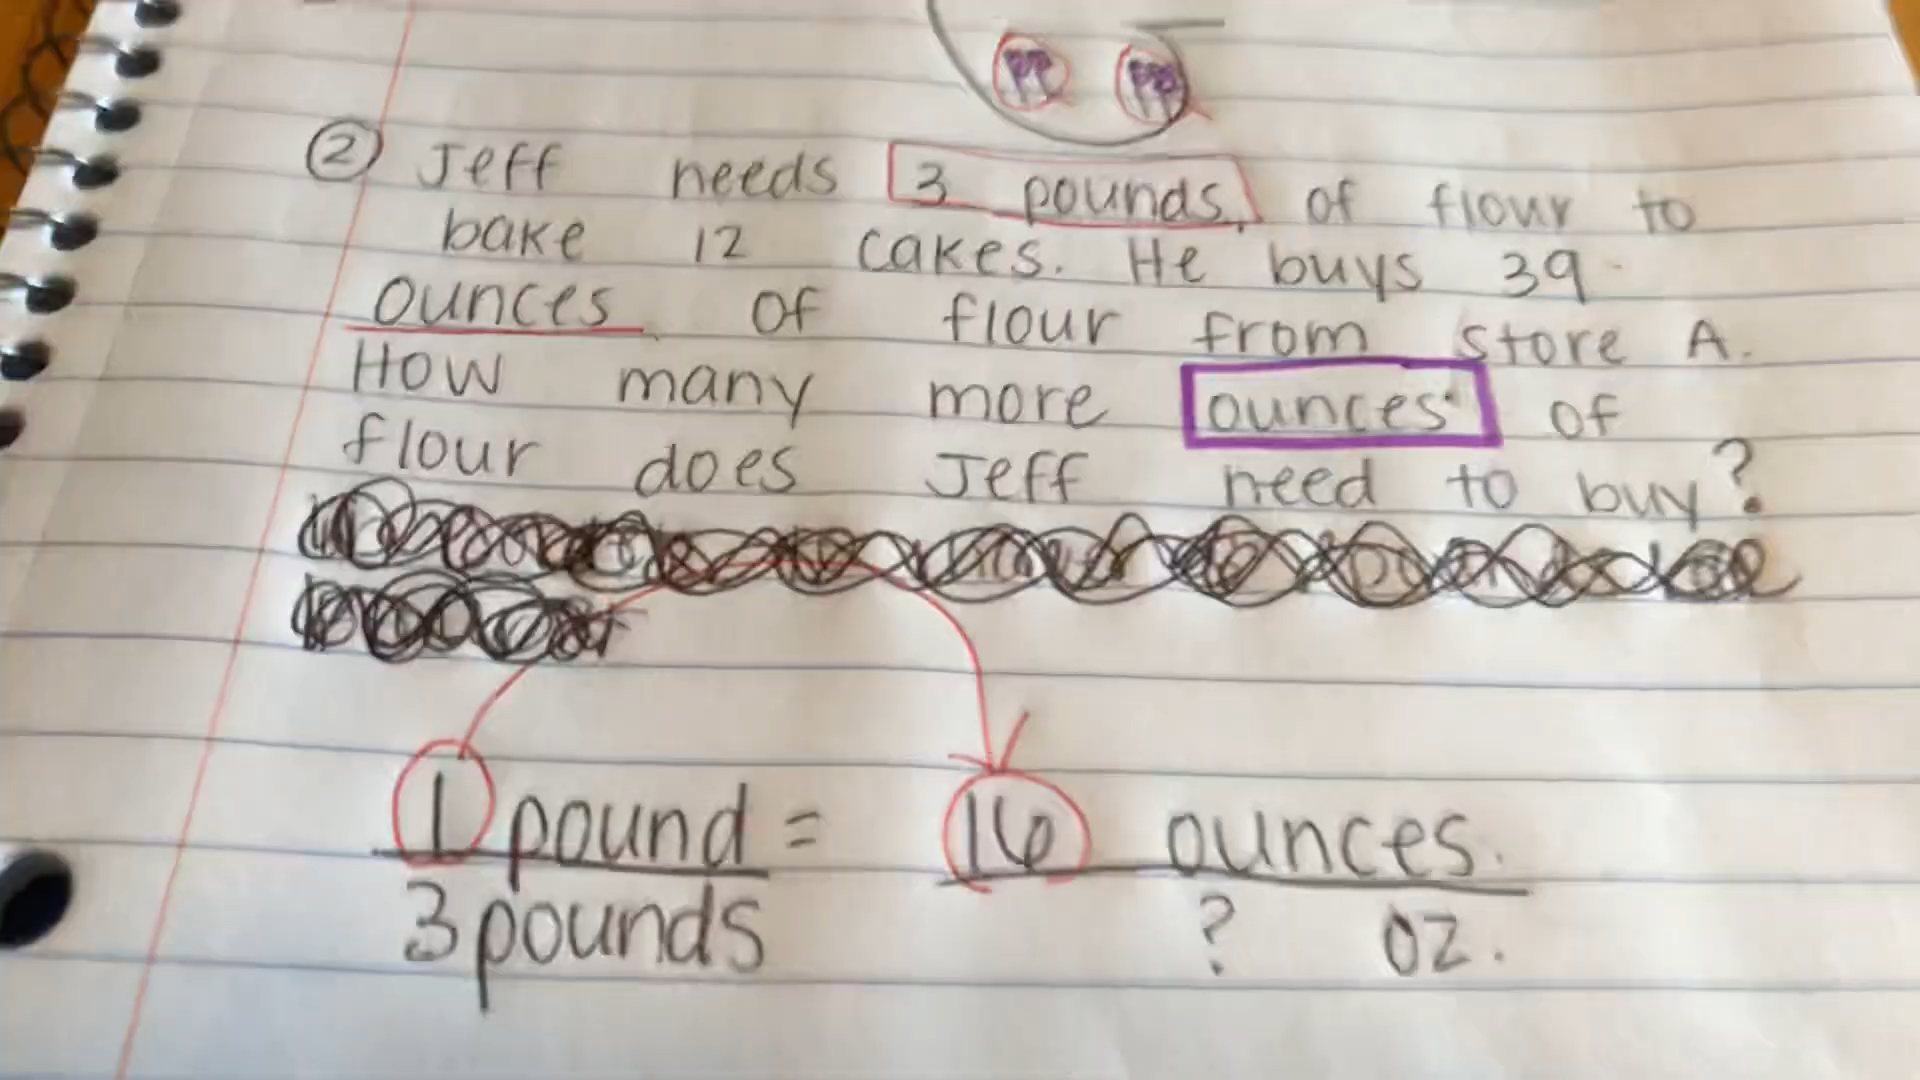 ② Jeff needs 3 pounds of flour to
bake 12 cakes. He buys 39
ounces of flour from store A.
How many more ounces of
flour does Jeff need to buy?
1 pound = 16 ounces.
3 pounds ? oz.